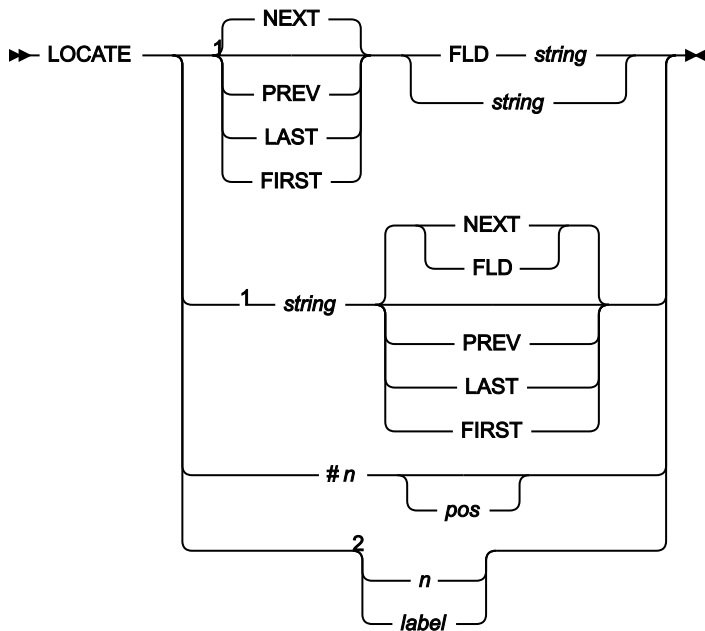 NEXT
LOCATE 1 FLD string
PREV string
LAST
FIRST
NEXT
FLD
1 string
PREV
LAST
FIRST
# n
pos
2
n
label